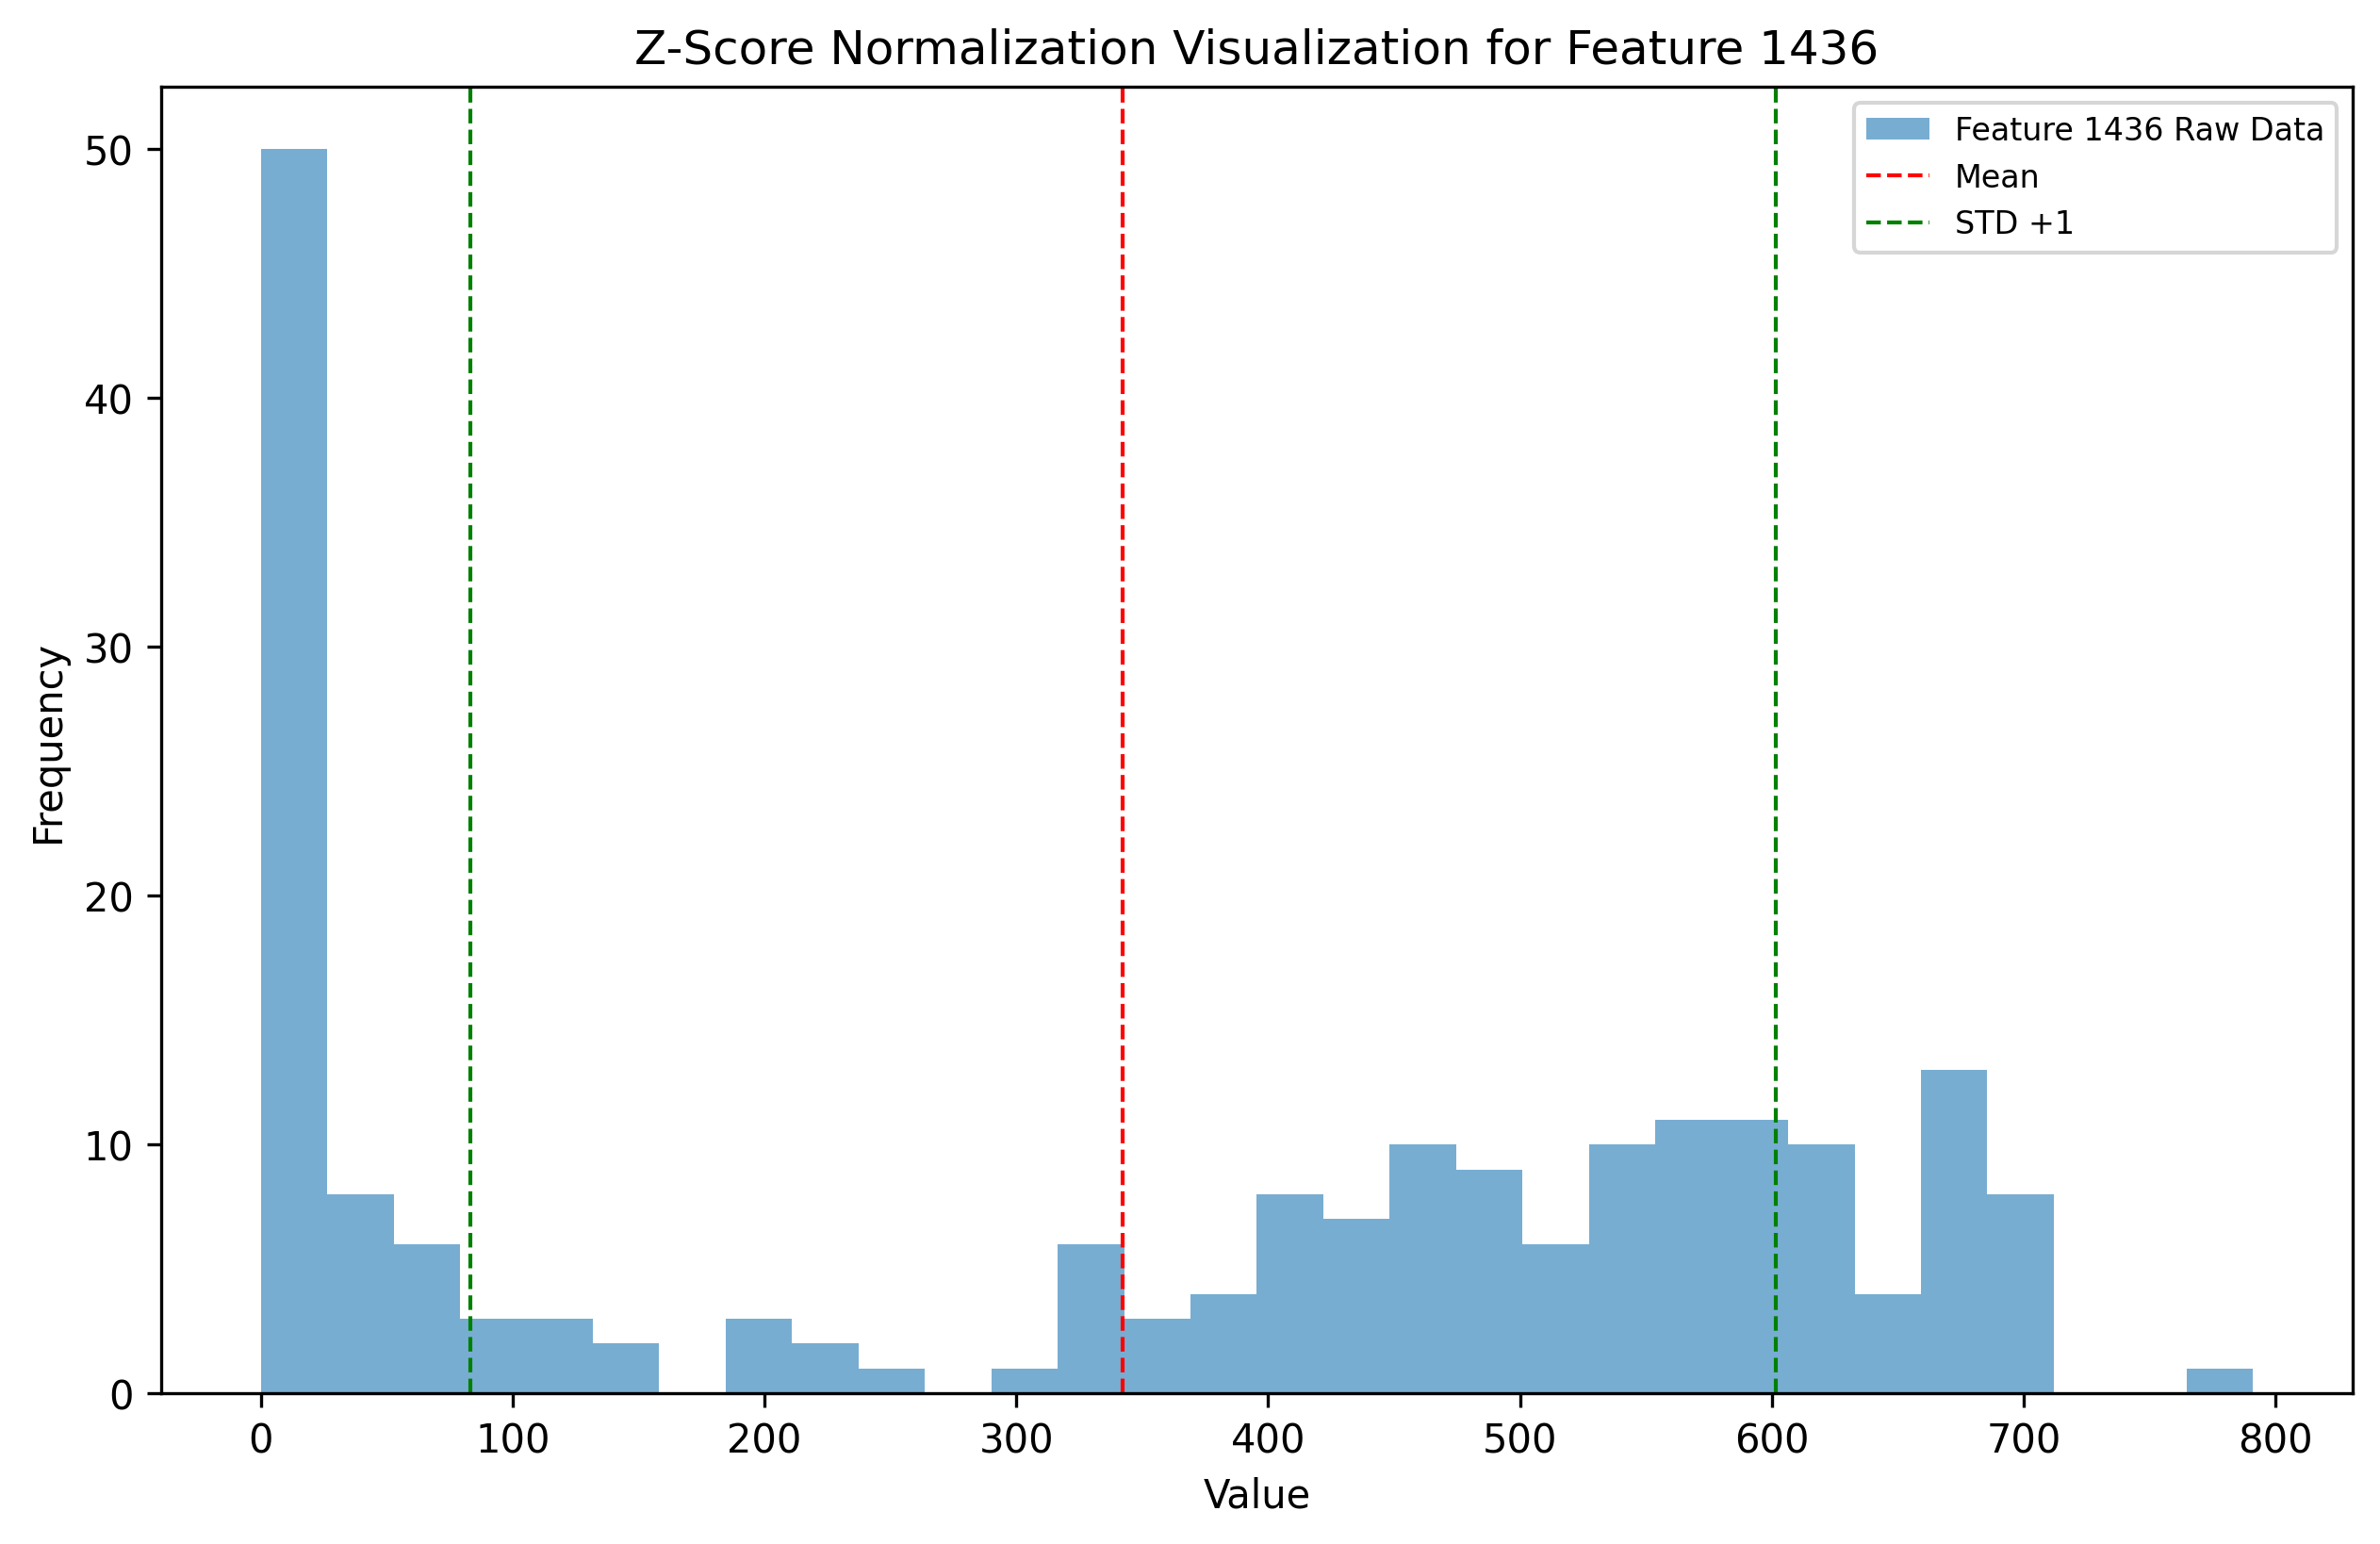 Z-Score Normalization Visualization for Feature 1436
Feature 1436 Raw Data
Mean
STD +1
50
40
30
20
10
0
Frequency
0 100 200 300 400 500 600 700 800
Value